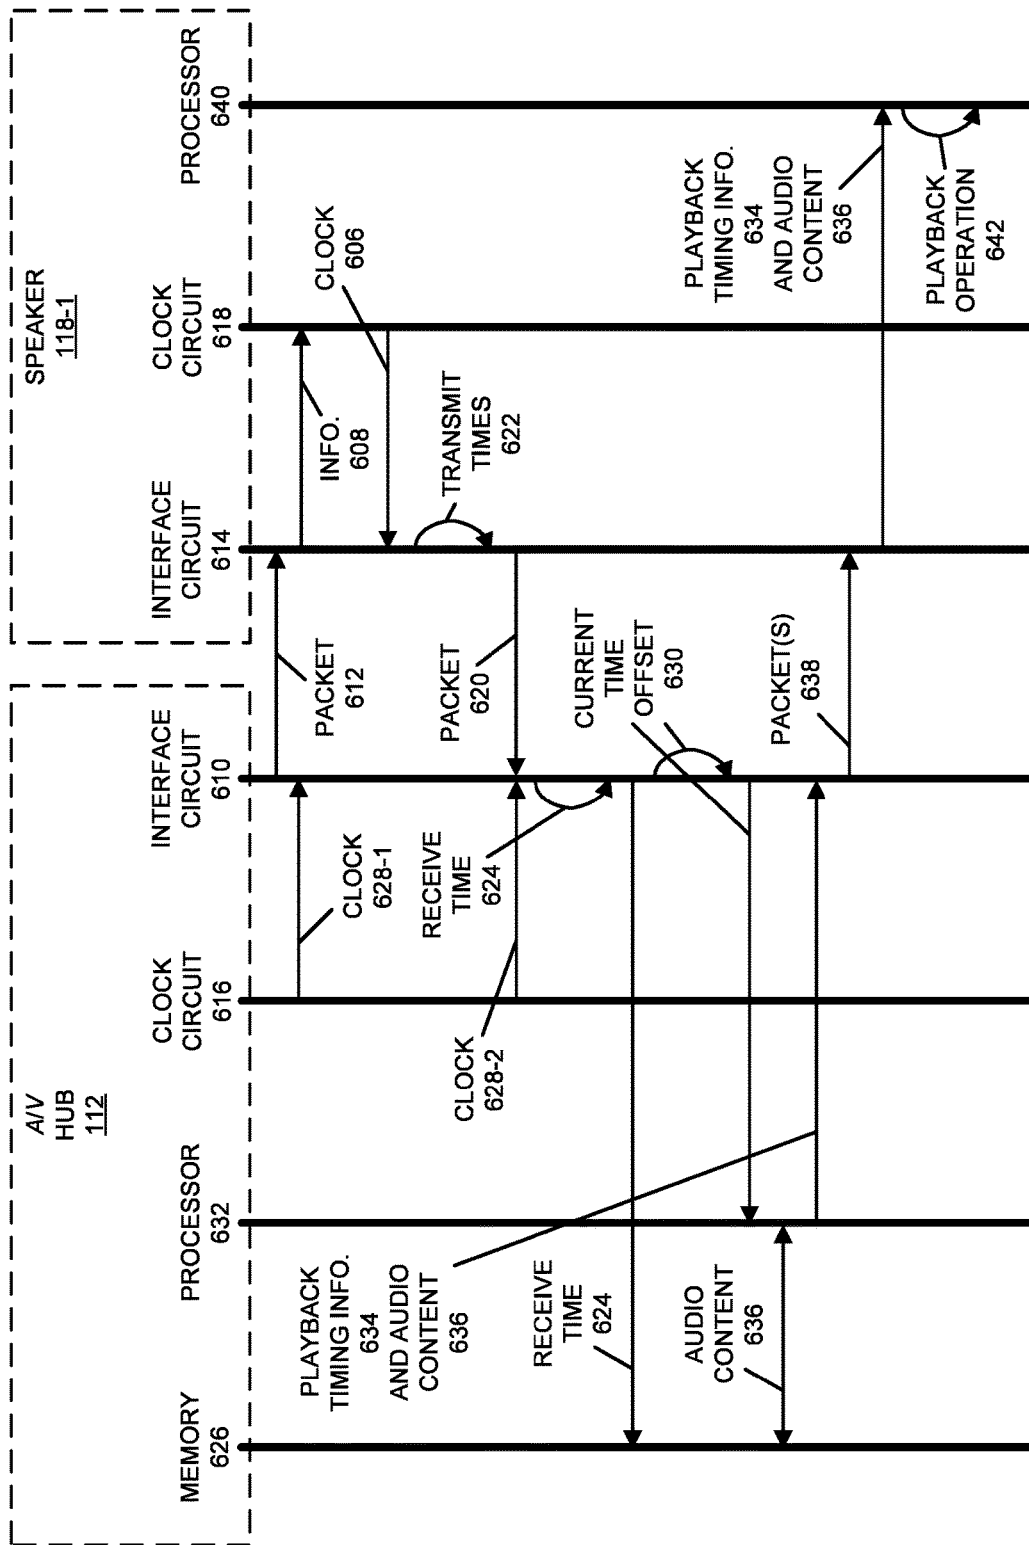 A/V
HUB
112
SPEAKER
118-1
MEMORY
626
PROCESSOR
632
CLOCK
CIRCUIT
616
INTERFACE
CIRCUIT
610
INTERFACE
CIRCUIT
614
CLOCK
CIRCUIT
618
PROCESSOR
640
PACKET
612
CLOCK
628-1
INFO.
608
CLOCK
606
TRANSMIT
TIMES
622
PACKET
620
CLOCK
628-2
RECEIVE
TIME
624
RECEIVE
TIME
624
CURRENT
TIME
OFFSET
630
AUDIO
CONTENT
636
PLAYBACK
TIMING INFO.
634
AND AUDIO
CONTENT
636
PACKET(S)
638
PLAYBACK
TIMING INFO.
634
AND AUDIO
CONTENT
636
PLAYBACK
OPERATION
642